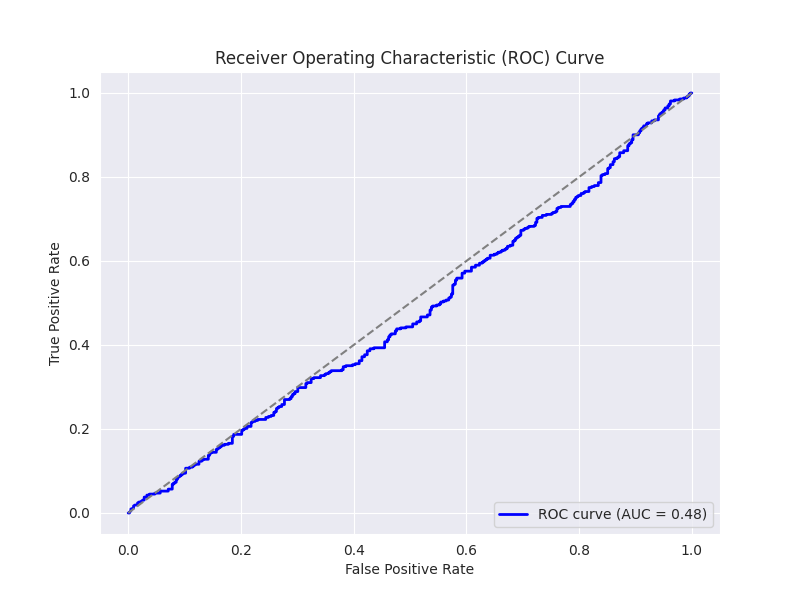 Receiver Operating Characteristic (ROC) Curve
1.0
0.8
0.6
0.4
0.2
0.0
True Positive Rate
ROC curve (AUC = 0.48)
0.0 0.2 0.4 0.6 0.8 1.0
False Positive Rate